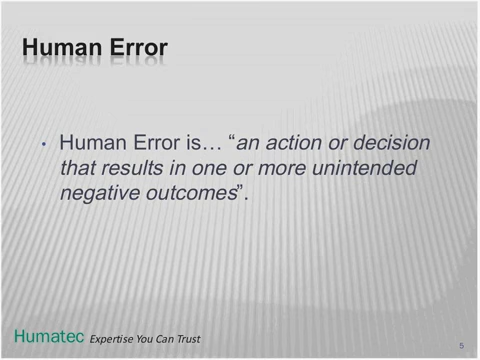 Human Error
• Human Error is… “an action or decision
that results in one or more unintended
negative outcomes”.
Humatec Expertise You Can Trust
5